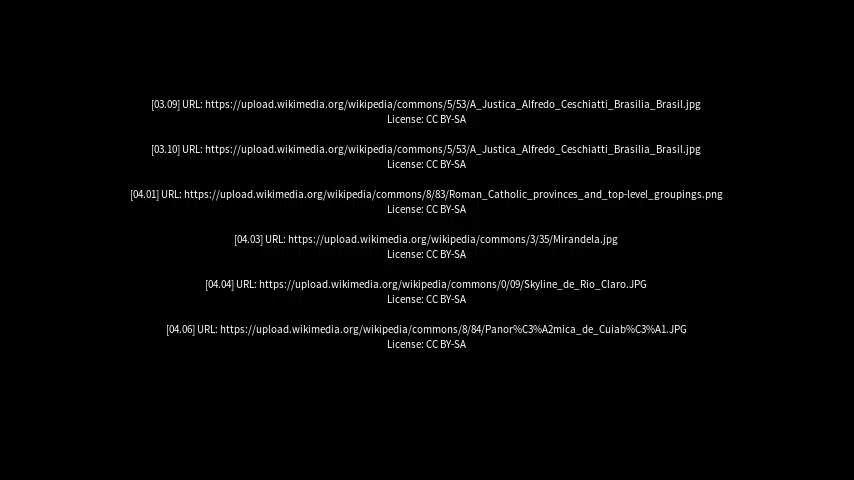 [03.09] URL: https://upload.wikimedia.org/wikipedia/commons/5/53/A_Justica_Alfredo_Ceschiatti_Brasilia_Brasil.jpg
License: CC BY-SA
[03.10] URL: https://upload.wikimedia.org/wikipedia/commons/5/53/A_Justica_Alfredo_Ceschiatti_Brasilia_Brasil.jpg
License: CC BY-SA
[04.01] URL: https://upload.wikimedia.org/wikipedia/commons/8/83/Roman_Catholic_provinces_and_top-level_groupings.png
License: CC BY-SA
[04.03] URL: https://upload.wikimedia.org/wikipedia/commons/3/35/Mirandela.jpg
License: CC BY-SA
[04.04] URL: https://upload.wikimedia.org/wikipedia/commons/0/09/Skyline_de_Rio_Claro.JPG
License: CC BY-SA
[04.06] URL: https://upload.wikimedia.org/wikipedia/commons/8/84/Panor%C3%A2mica_de_Cuiab%C3%A1.JPG
License: CC BY-SA